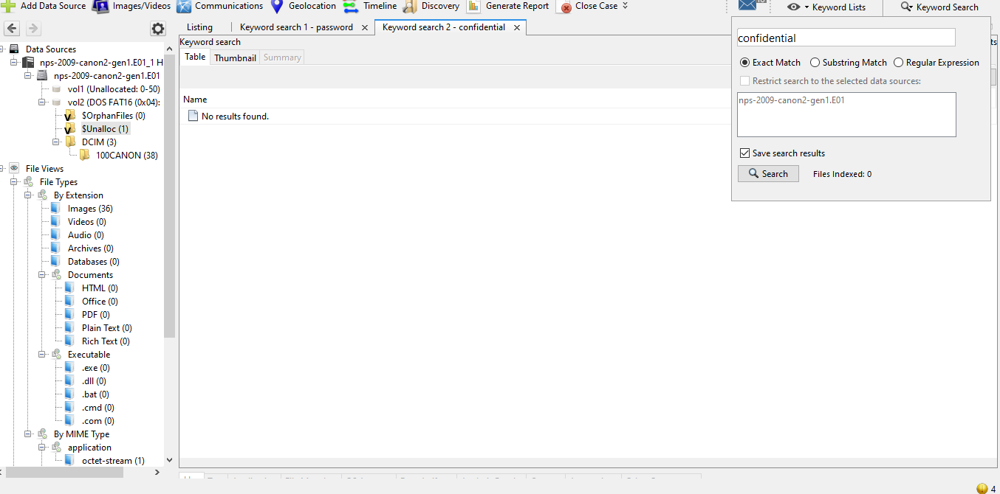 Add Data Source Images/Videos Communications Geolocation Timeline Discovery Generate Report Close Case Keyword Lists Keyword Search
Listing Keyword search 1 - password Keyword search 2 - confidential
Keyword search
Table Thumbnail Summary
Name
No results found.
Data Sources
nps-2009-canon2-gen1.E01_1 H
nps-2009-canon2-gen1.E01
vol1 (Unallocated: 0-50)
vol2 (DOS FAT16 (0x04):
$OrphanFiles (0)
$Unalloc (1)
DCIM (3)
100CANON (38)
File Views
File Types
By Extension
Images (36)
Videos (0)
Audio (0)
Archives (0)
Databases (0)
Documents
HTML (0)
Office (0)
PDF (0)
Plain Text (0)
Rich Text (0)
Executable
.exe (0)
.dll (0)
.bat (0)
.cmd (0)
.com (0)
By MIME Type
application
octet-stream (1)
confidential
Exact Match Substring Match Regular Expression
Restrict search to the selected data sources:
nps-2009-canon2-gen1.E01
Save search results
Search Files Indexed: 0
4